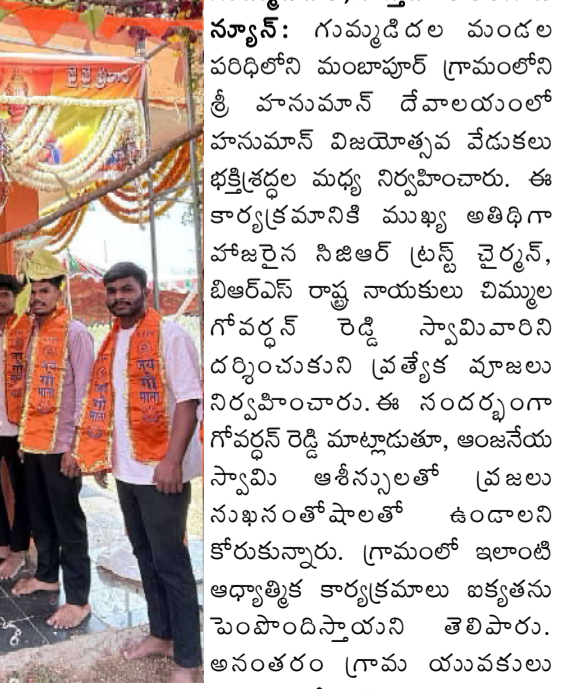 जै जै श्रीराम
जय
गौ
माता
जय
गौ
माता
న్యూస్: గుమ్మడిదల మండల
పరిధిలోని మంబాపూర్ గ్రామంలోని
శ్రీ హనుమాన్ దేవాలయంలో
హనుమాన్ విజయోత్సవ వేడుకలు
భక్తిశ్రద్ధల మధ్య నిర్వహించారు. ఈ
కార్యక్రమానికి ముఖ్య అతిథిగా
హాజరైన సిజిఆర్ ట్రస్ట్ చైర్మన్,
బిఆర్ఎస్ రాష్ట్ర నాయకులు చిమ్ముల
గోవర్ధన్ రెడ్డి స్వామివారిని
దర్శించుకుని ప్రత్యేక పూజలు
నిర్వహించారు. ఈ సందర్భంగా
గోవర్ధన్ రెడ్డి మాట్లాడుతూ, ఆంజనేయ
స్వామి ఆశీస్సులతో ప్రజలు
సుఖసంతోషాలతో ఉండాలని
కోరుకున్నారు. గ్రామంలో ఇలాంటి
ఆధ్యాత్మిక కార్యక్రమాలు ఐక్యతను
పెంపొందిస్తాయని తెలిపారు.
అనంతరం గ్రామ యువకులు